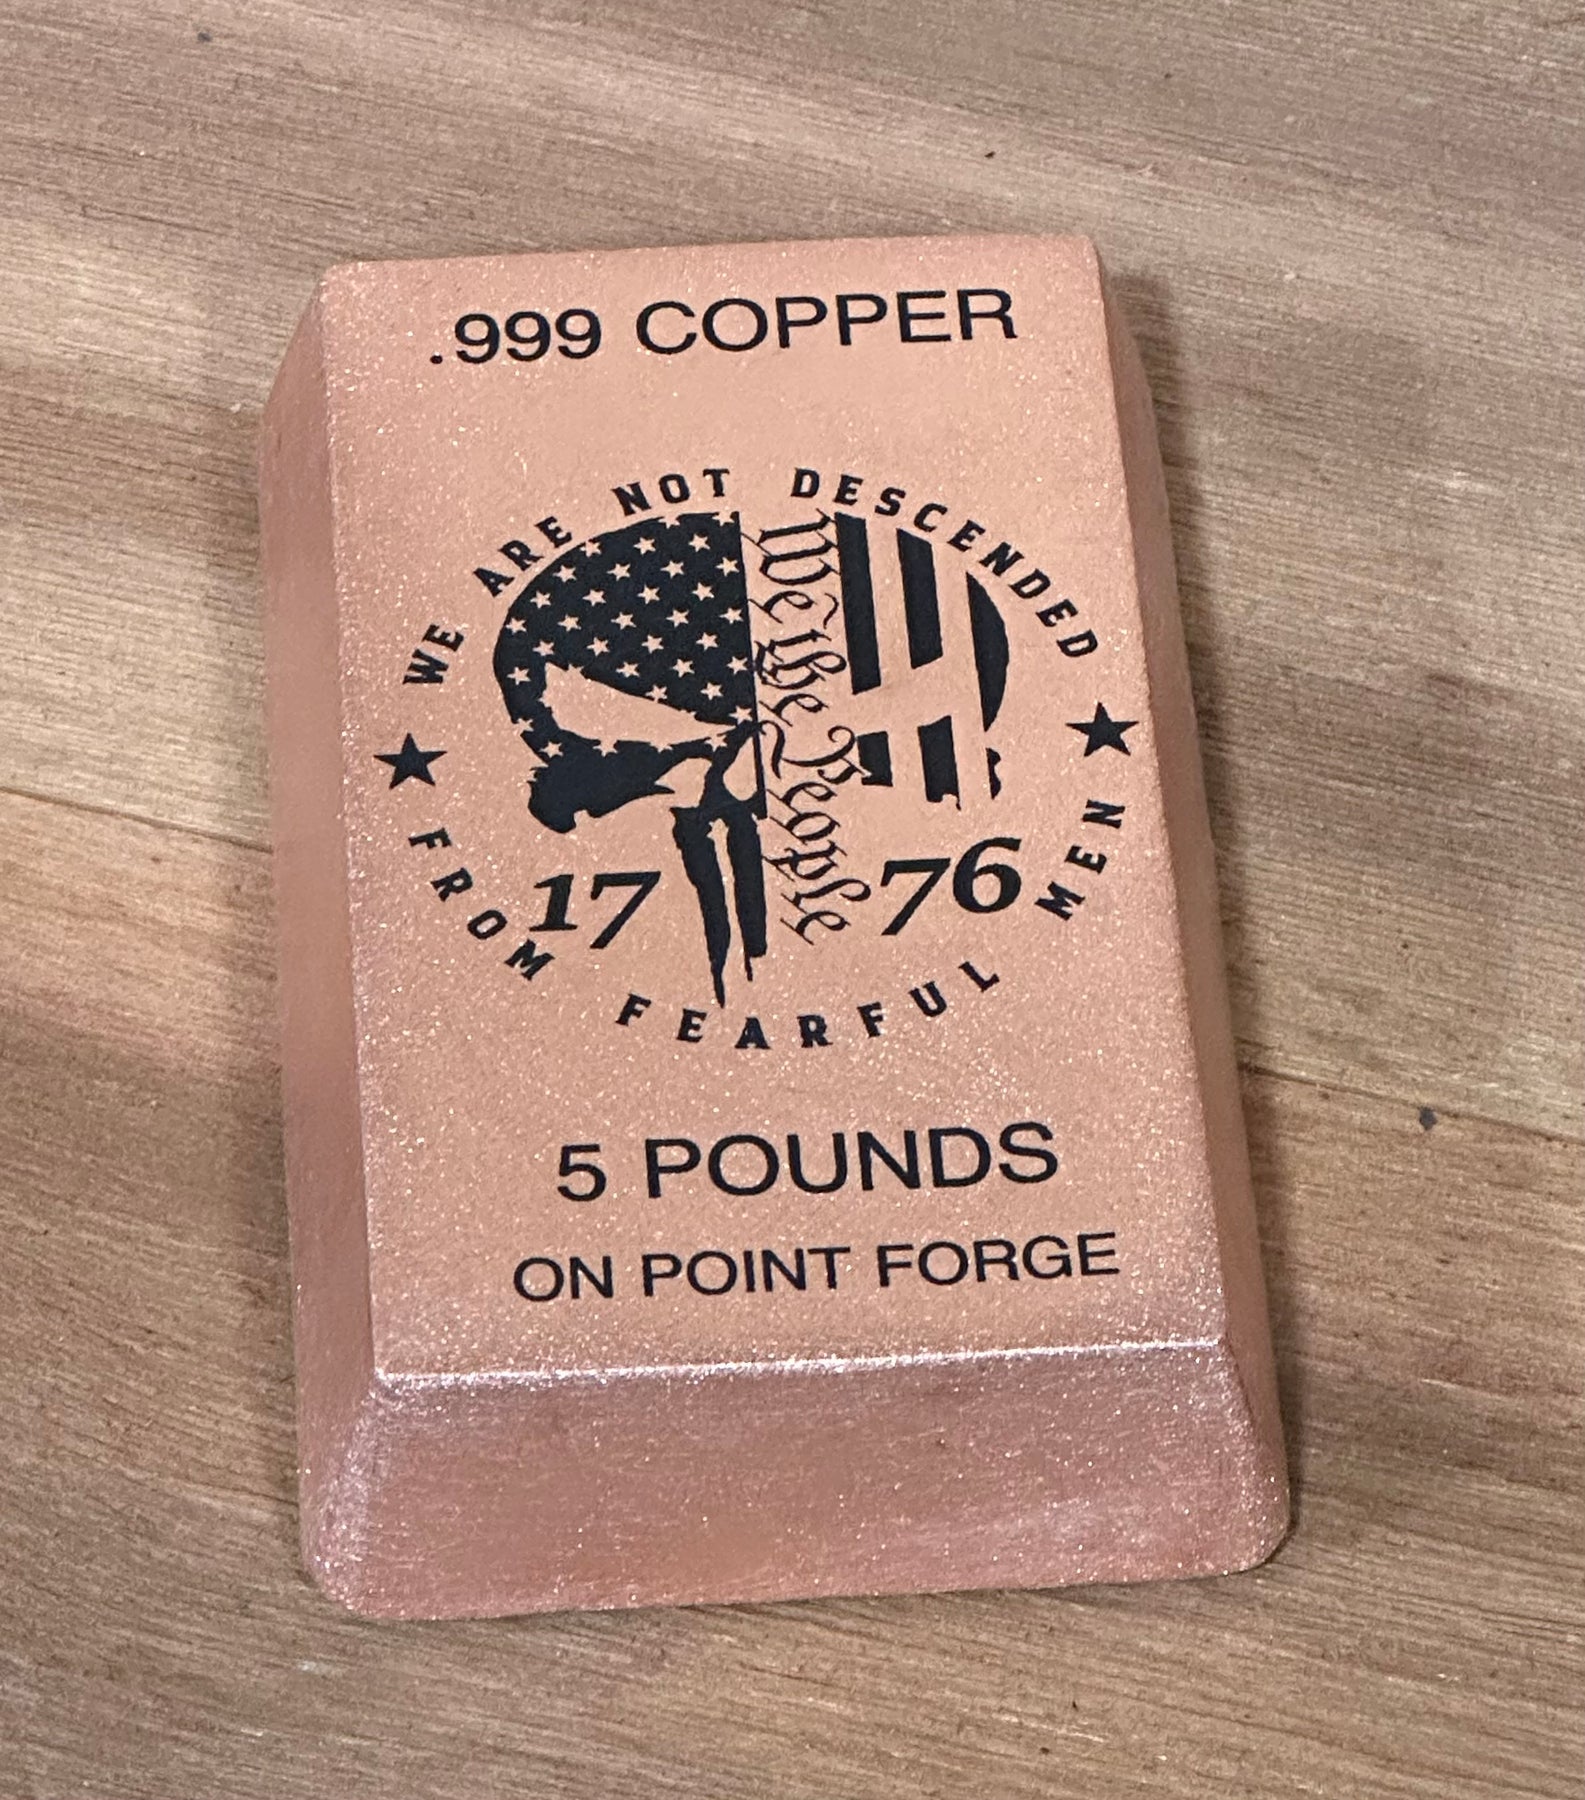 .999 COPPER
WE ARE NOT DESCENDED
We the People
17 76
FROM FEARFUL MEN
5 POUNDS
ON POINT FORGE